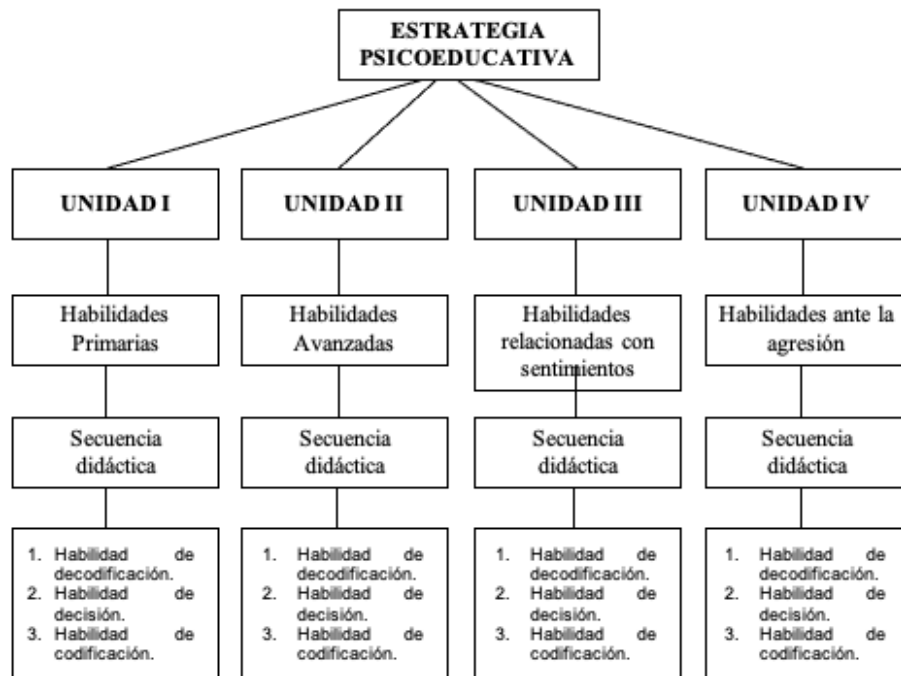 ESTRATEGIA
PSICOEDUCATIVA
UNIDAD I
UNIDAD II
UNIDAD III
UNIDAD IV
Habilidades
Primarias
Habilidades
Avanzadas
Habilidades
relacionadas con
sentimientos
Habilidades ante la
agresión
Secuencia
didáctica
Secuencia
didáctica
Secuencia
didáctica
Secuencia
didáctica
1. Habilidad de
decodificación.
2. Habilidad de
decisión.
3. Habilidad de
codificación.
1. Habilidad de
decodificación.
2. Habilidad de
decisión.
3. Habilidad de
codificación.
1. Habilidad de
decodificación.
2. Habilidad de
decisión.
3. Habilidad de
codificación.
1. Habilidad de
decodificación.
2. Habilidad de
decisión.
3. Habilidad de
codificación.